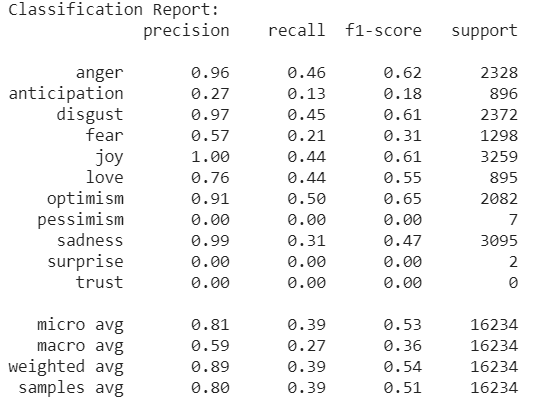 Classification Report:
precision recall f1-score support
anger 0.96 0.46 0.62 2328
anticipation 0.27 0.13 0.18 896
disgust 0.97 0.45 0.61 2372
fear 0.57 0.21 0.31 1298
joy 1.00 0.44 0.61 3259
love 0.76 0.44 0.55 895
optimism 0.91 0.50 0.65 2082
pessimism 0.00 0.00 0.00 7
sadness 0.99 0.31 0.47 3095
surprise 0.00 0.00 0.00 2
trust 0.00 0.00 0.00 0
micro avg 0.81 0.39 0.53 16234
macro avg 0.59 0.27 0.36 16234
weighted avg 0.89 0.39 0.54 16234
samples avg 0.80 0.39 0.51 16234